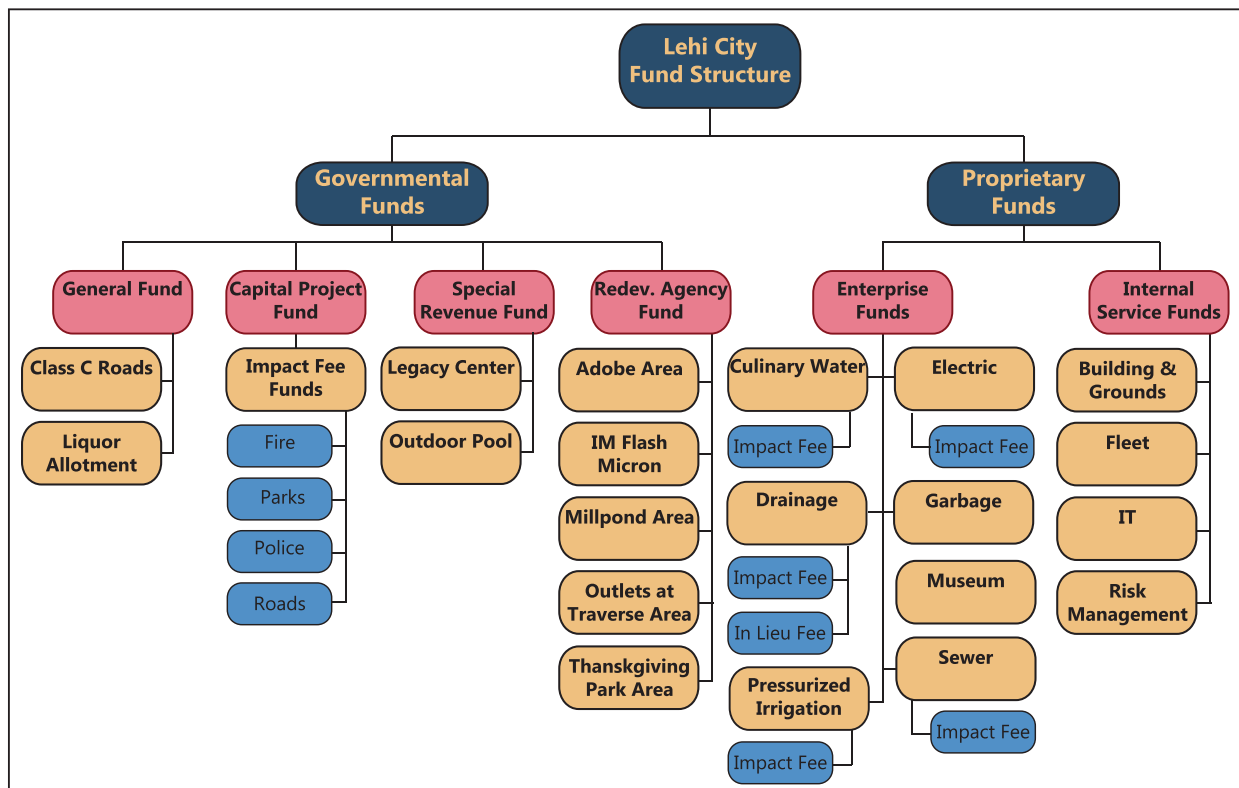 Lehi City
Fund Structure
Governmental
Funds
Proprietary
Funds
General Fund
Capital Project
Fund
Special
Revenue Fund
Redev. Agency
Fund
Enterprise
Funds
Internal
Service Funds
Class C Roads
Liquor
Allotment
Impact Fee
Funds
Fire
Parks
Police
Roads
Legacy Center
Outdoor Pool
Adobe Area
IM Flash
Micron
Millpond Area
Outlets at
Traverse Area
Thanskgiving
Park Area
Culinary Water
Impact Fee
Drainage
Impact Fee
In Lieu Fee
Pressurized
Irrigation
Impact Fee
Electric
Impact Fee
Garbage
Museum
Sewer
Impact Fee
Building &
Grounds
Fleet
IT
Risk
Management